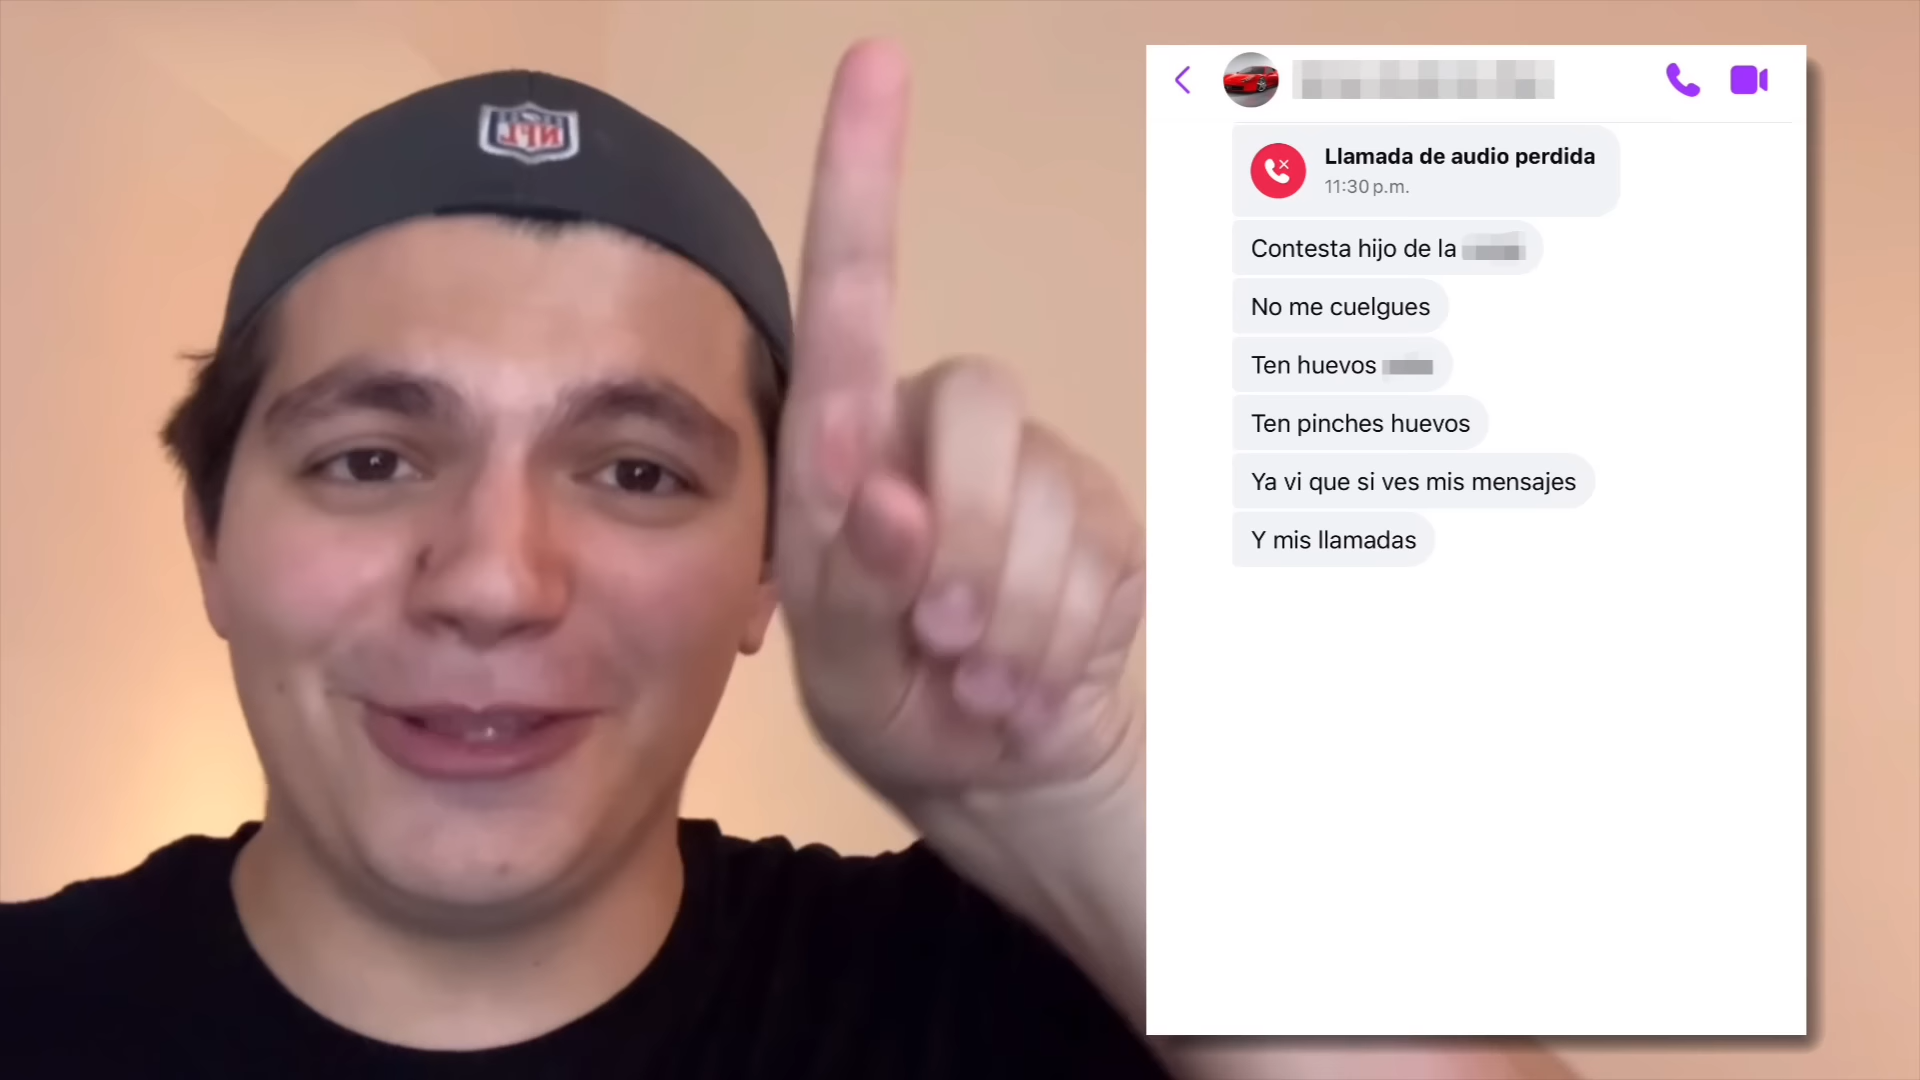 NFL
Llamada de audio perdida
11:30 p.m.
Contesta hijo de la
No me cuelgues
Ten huevos
Ten pinches huevos
Ya vi que si ves mis mensajes
Y mis llamadas